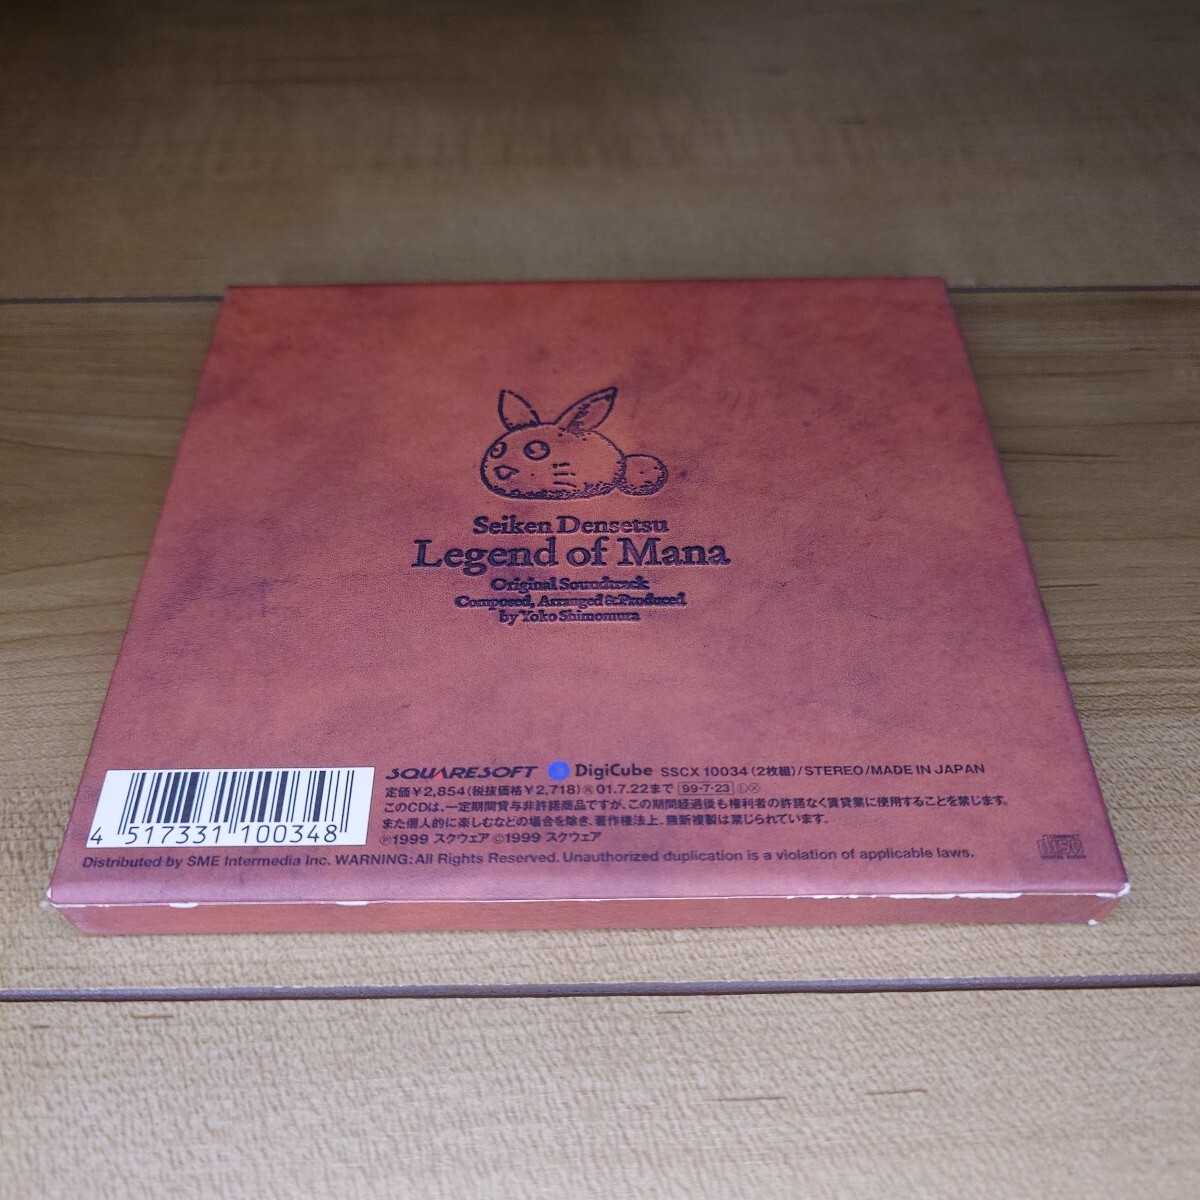 Seiken Densetsu
Legend of Mana
Original Soundtrack
Composed, Arranged & Produced
by Yoko Shimomura
SQUARESOFT DigiCube SSCX 10034 (2枚組)/STEREO/MADE IN JAPAN
定価¥2,854(税抜価格¥2,718)Ⓡ01.7.22まで 99・7・23 ⓁⓍ
このCDは、一定期間貸与非許諾商品ですが、この期間経過後も権利者の許諾なく賃貸業に使用することを禁じます。
また個人的に楽しむなどの場合を除き、著作権法上、無断複製は禁じられています。
Ⓟ1999 スクウェア ©1999 スクウェア
4 517331 100348
Distributed by SME Intermedia Inc. WARNING: All Rights Reserved. Unauthorized duplication is a violation of applicable laws.
COMPACT
disc
DIGITAL AUDIO